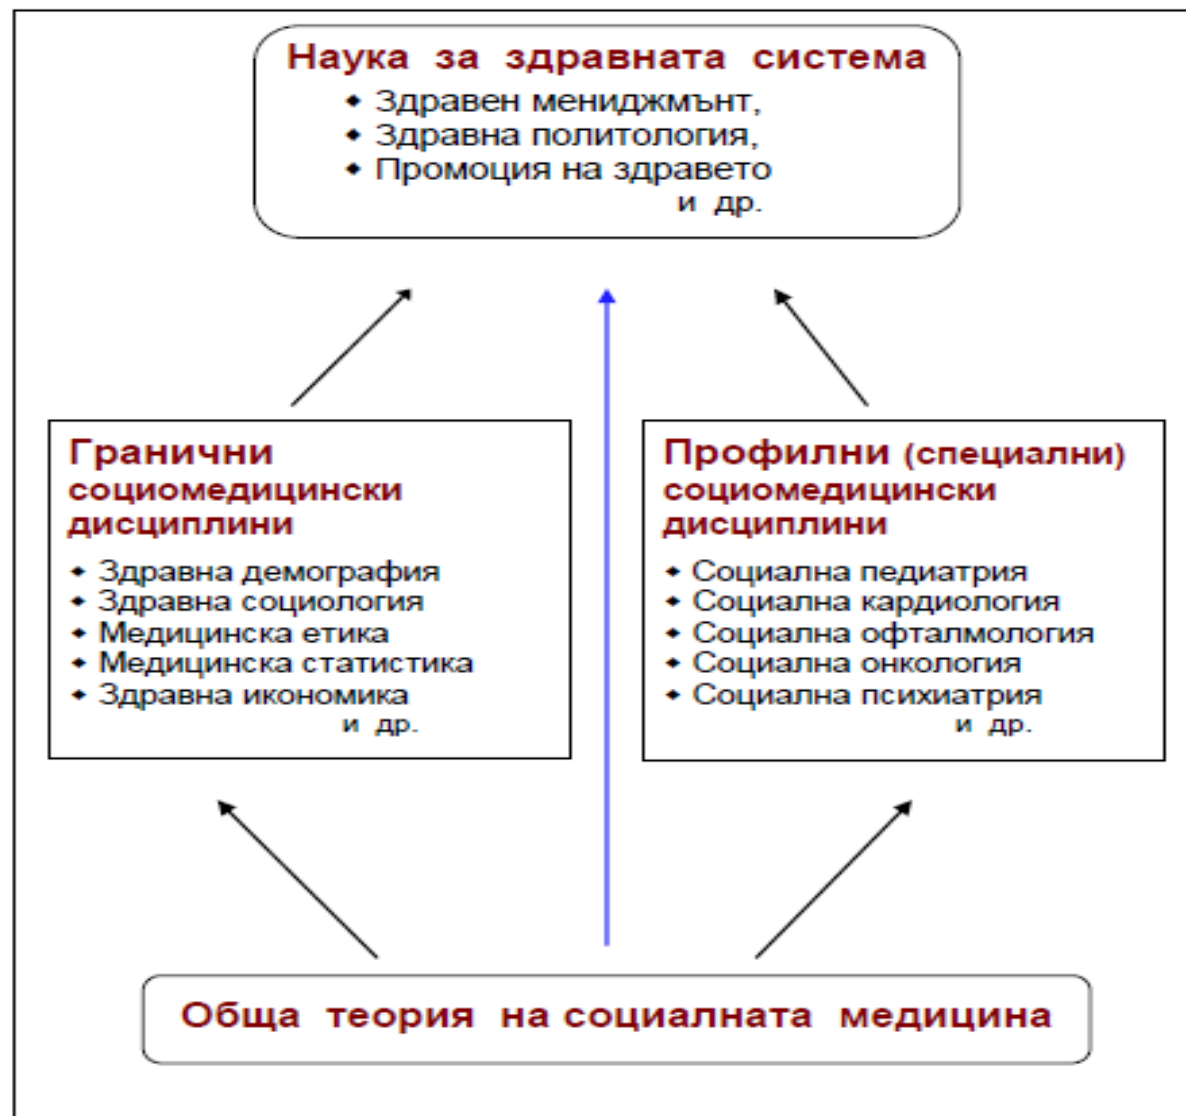 Наука за здравната система
◆ Здравен мениджмънт,
◆ Здравна политология,
◆ Промоция на здравето
и др.
Гранични
социомедицински
дисциплини
◆ Здравна демография
◆ Здравна социология
◆ Медицинска етика
◆ Медицинска статистика
◆ Здравна икономика
и др.
Профилни (специални)
социомедицински
дисциплини
◆ Социална педиатрия
◆ Социална кардиология
◆ Социална офталмология
◆ Социална онкология
◆ Социална психиатрия
и др.
Обща теория на социалната медицина